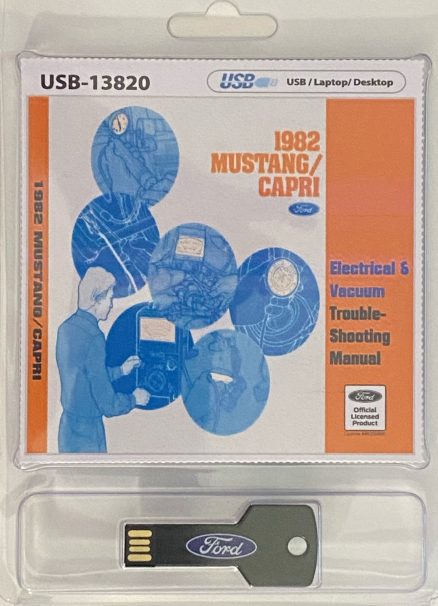 USB-13820
USB
USB / Laptop/ Desktop
1982 MUSTANG/CAPRI
1982
MUSTANG/
CAPRI
Ford
Electrical &
Vacuum
Trouble-
Shooting
Manual
Ford
Official
Licensed
Product
Ford